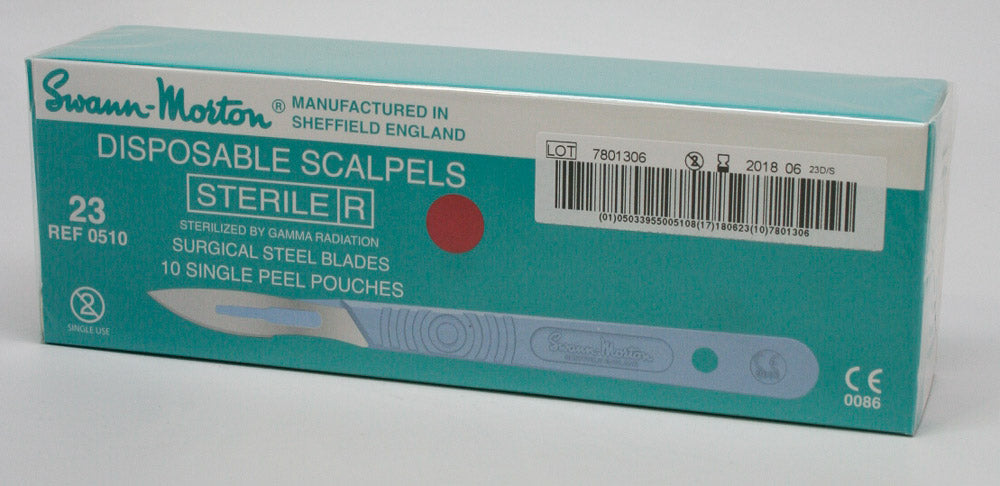 Swann-Morton®
MANUFACTURED IN
SHEFFIELD ENGLAND
DISPOSABLE SCALPELS
STERILE R
STERILIZED BY GAMMA RADIATION
SURGICAL STEEL BLADES
10 SINGLE PEEL POUCHES
23
REF 0510
2
SINGLE USE
LOT 7801306 2 2018 06 23D/S
(01)05033955005108(17)180623(10)7801306
Swann-Morton
CE
0086